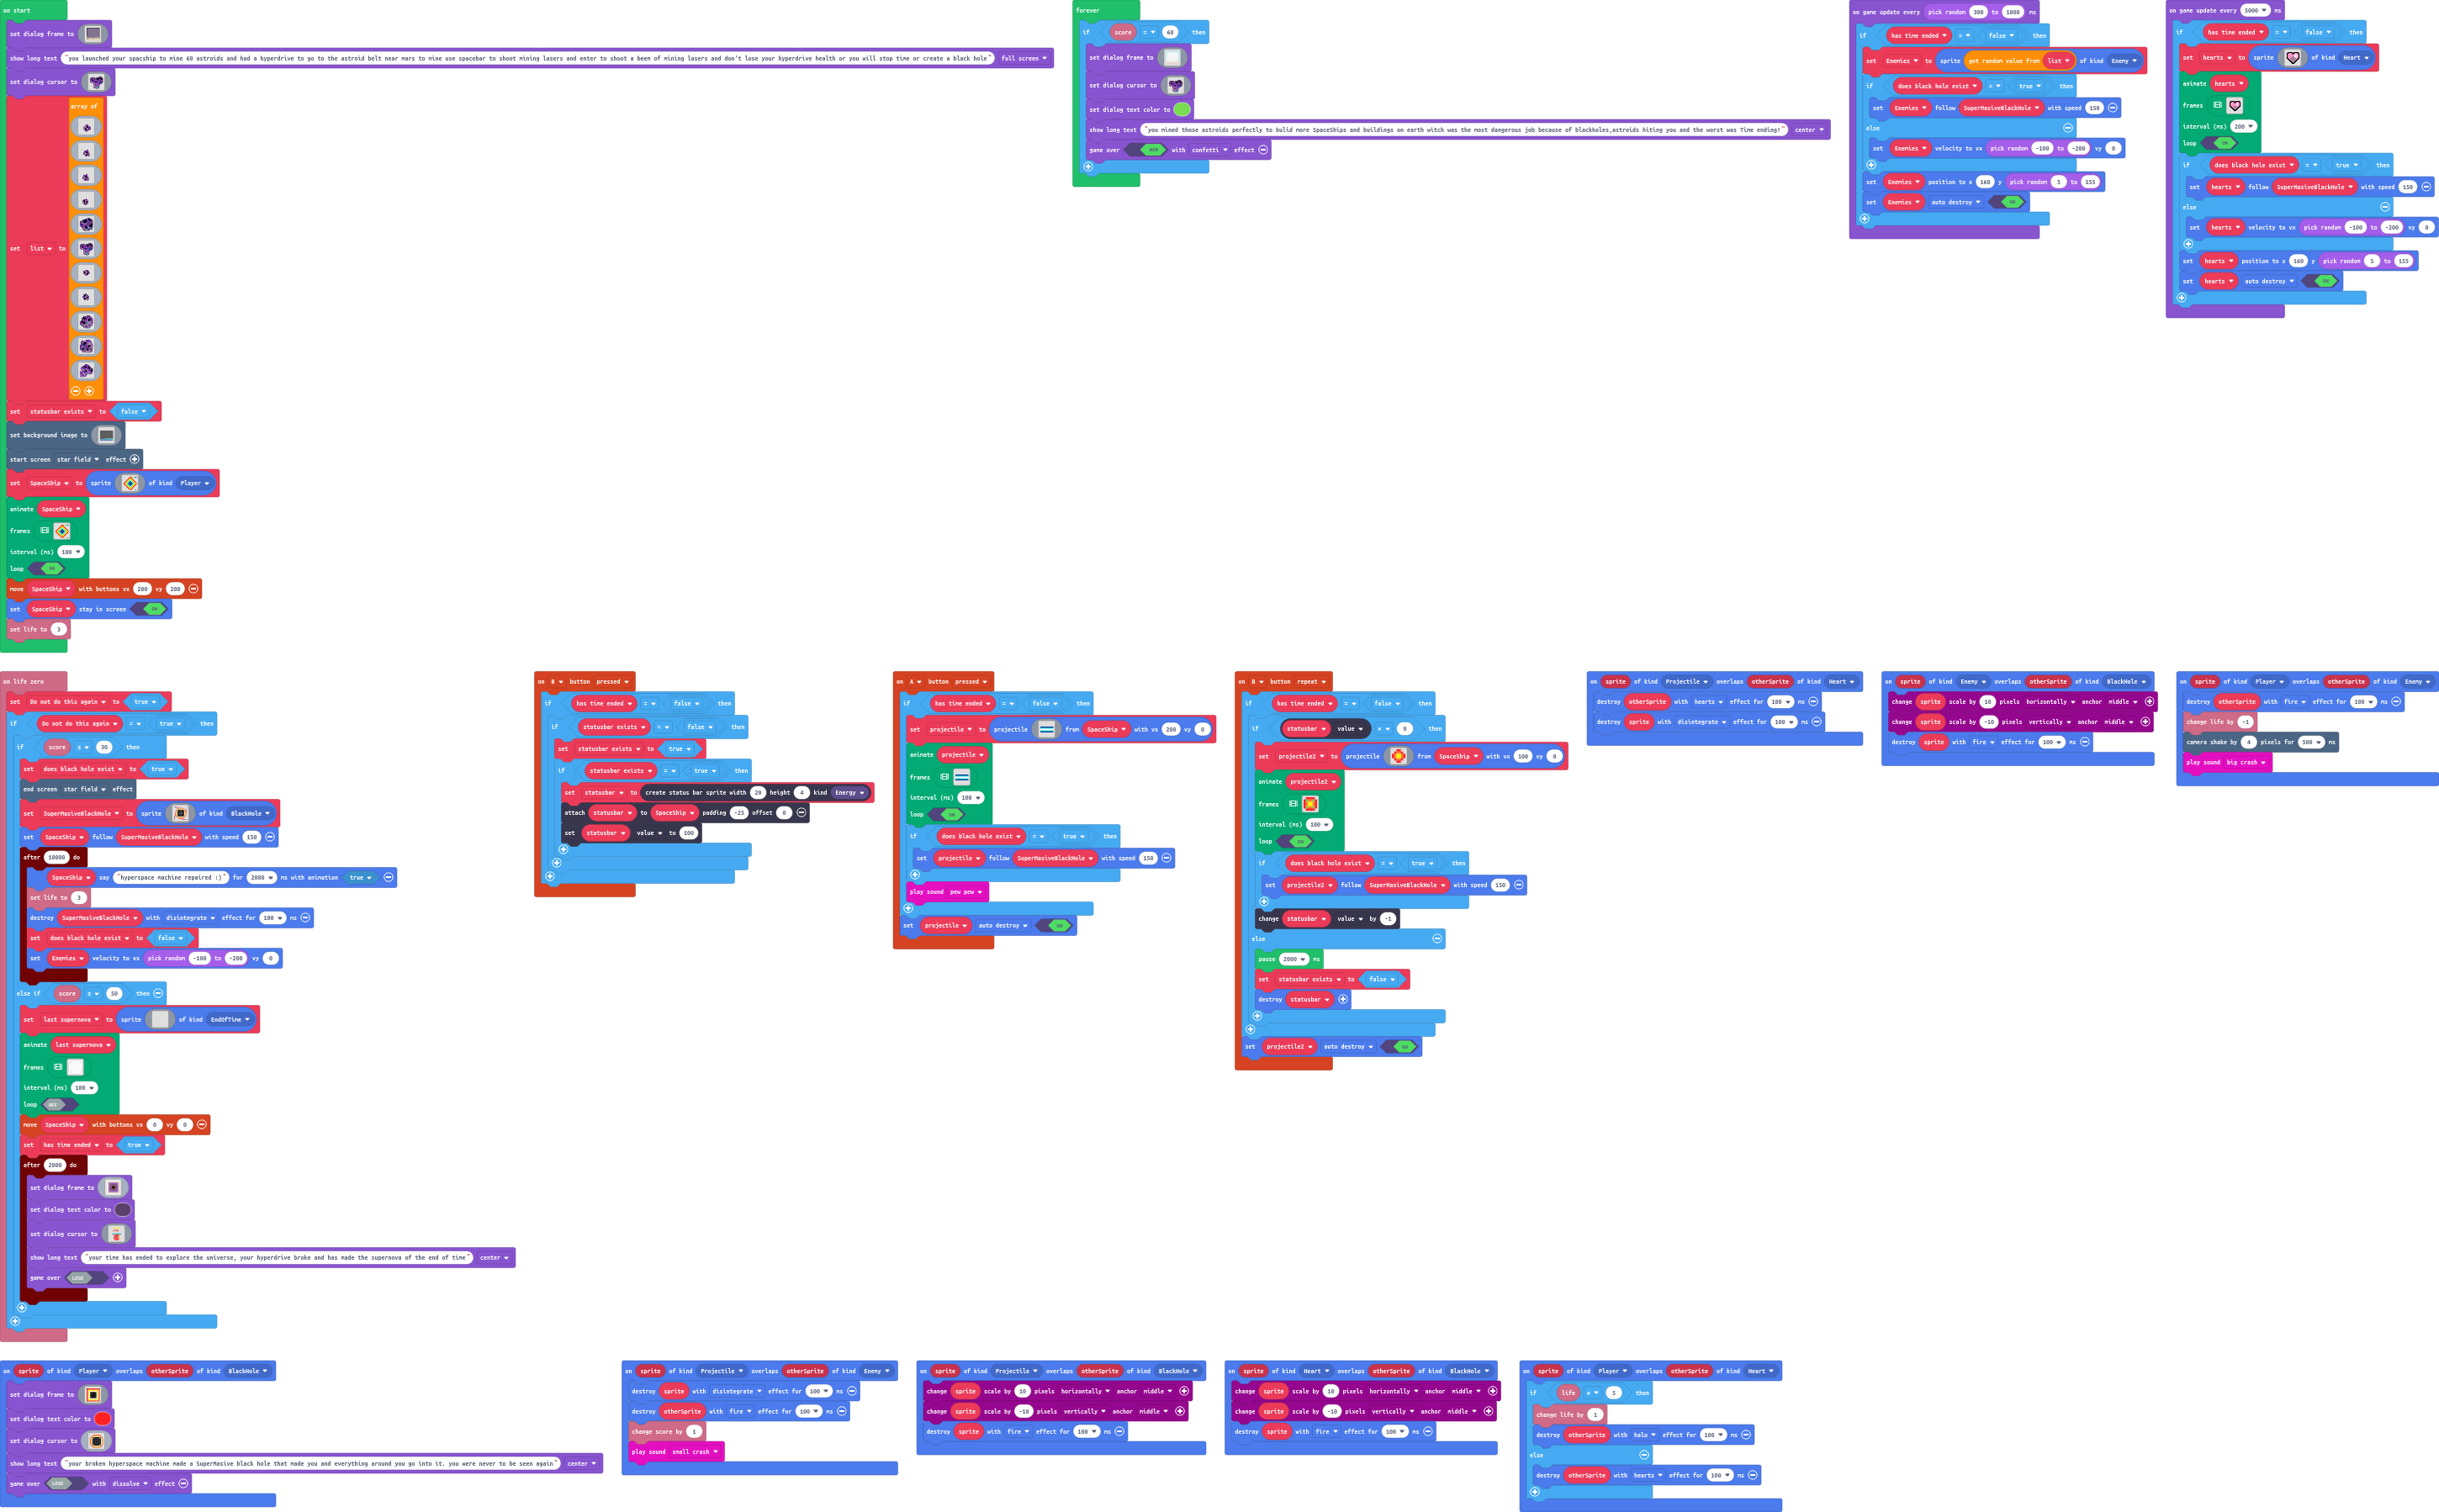 on start
set dialog frame to
show long text "you launched your spacship to mine 60 astroids and had a hyperdrive to go to the astroid belt near mars to mine use spacebar to shoot mining lasers and enter to shoot a beem of mining lasers and don't lose your hyperdrive health or you will stop time or create a black hole" full screen
set dialog cursor to
array of
set list to
set statusbar exists to false
set background image to
start screen star field effect
set SpaceShip to sprite of kind Player
animate SpaceShip
frames
interval (ms) 100
loop ON
move SpaceShip with buttons vx 200 vy 200
set SpaceShip stay in screen ON
set life to 3
forever
if score = 60 then
set dialog frame to
set dialog cursor to
set dialog text color to
show long text "you mined those astroids perfectly to bulid more SpaceShips and buildings on earth witch was the most dangerous job because of blackholes,astroids hiting you and the worst was Time ending!" center
game over WIN with confetti effect
on game update every pick random 300 to 1000 ms
if has time ended = false then
set Enemies to sprite get random value from list of kind Enemy
if does black hole exist = true then
set Enemies follow SuperMasiveBlackHole with speed 150
else
set Enemies velocity to vx pick random -100 to -200 vy 0
set Enemies position to x 160 y pick random 5 to 155
set Enemies auto destroy ON
on game update every 5000 ms
if has time ended = false then
set hearts to sprite of kind Heart
animate hearts
frames
interval (ms) 200
loop ON
if does black hole exist = true then
set hearts follow SuperMasiveBlackHole with speed 150
else
set hearts velocity to vx pick random -100 to -200 vy 0
set hearts position to x 160 y pick random 5 to 155
set hearts auto destroy ON
on life zero
set Do not do this again to true
if Do not do this again = true then
if score ≤ 30 then
set does black hole exist to true
end screen star field effect
set SuperMasiveBlackHole to sprite of kind BlackHole
set SpaceShip follow SuperMasiveBlackHole with speed 150
after 10000 do
SpaceShip say "hyperspace machine repaired :)" for 2000 ms with animation true
set life to 3
destroy SuperMasiveBlackHole with disintegrate effect for 100 ms
set does black hole exist to false
set Enemies velocity to vx pick random -100 to -200 vy 0
else if score ≥ 50 then
set last supernova to sprite of kind EndOfTime
animate last supernova
frames
interval (ms) 100
loop OFF
move SpaceShip with buttons vx 0 vy 0
set has time ended to true
after 2000 do
set dialog frame to
set dialog text color to
set dialog cursor to
show long text "your time has ended to explore the universe, your hyperdrive broke and has made the supernova of the end of time" center
game over LOSE
on B button pressed
if has time ended = false then
if statusbar exists = false then
set statusbar exists to true
if statusbar exists = true then
set statusbar to create status bar sprite width 20 height 4 kind Energy
attach statusbar to SpaceShip padding -25 offset 0
set statusbar value to 100
on A button pressed
if has time ended = false then
set projectile to projectile from SpaceShip with vx 200 vy 0
animate projectile
frames
interval (ms) 100
loop ON
if does black hole exist = true then
set projectile follow SuperMasiveBlackHole with speed 150
play sound pew pew
set projectile auto destroy ON
on B button repeat
if has time ended = false then
if statusbar value ≠ 0 then
set projectile2 to projectile from SpaceShip with vx 100 vy 0
animate projectile2
frames
interval (ms) 100
loop ON
if does black hole exist = true then
set projectile2 follow SuperMasiveBlackHole with speed 150
change statusbar value by -1
else
pause 2000 ms
set statusbar exists to false
destroy statusbar
set projectile2 auto destroy ON
on sprite of kind Projectile overlaps otherSprite of kind Heart
destroy otherSprite with hearts effect for 100 ms
destroy sprite with disintegrate effect for 100 ms
on sprite of kind Enemy overlaps otherSprite of kind BlackHole
change sprite scale by 10 pixels horizontally anchor middle
change sprite scale by -10 pixels vertically anchor middle
destroy sprite with fire effect for 100 ms
on sprite of kind Player overlaps otherSprite of kind Enemy
destroy otherSprite with fire effect for 100 ms
change life by -1
camera shake by 4 pixels for 500 ms
play sound big crash
on sprite of kind Player overlaps otherSprite of kind BlackHole
set dialog frame to
set dialog text color to
set dialog cursor to
show long text "your broken hyperspace machine made a SuperMasive black hole that made you and everything around you go into it. you were never to be seen again" center
game over LOSE with dissolve effect
on sprite of kind Projectile overlaps otherSprite of kind Enemy
destroy sprite with disintegrate effect for 100 ms
destroy otherSprite with fire effect for 100 ms
change score by 1
play sound small crash
on sprite of kind Projectile overlaps otherSprite of kind BlackHole
change sprite scale by 10 pixels horizontally anchor middle
change sprite scale by -10 pixels vertically anchor middle
destroy sprite with fire effect for 100 ms
on sprite of kind Heart overlaps otherSprite of kind BlackHole
change sprite scale by 10 pixels horizontally anchor middle
change sprite scale by -10 pixels vertically anchor middle
destroy sprite with fire effect for 100 ms
on sprite of kind Player overlaps otherSprite of kind Heart
if life ≠ 5 then
change life by 1
destroy otherSprite with halo effect for 100 ms
else
destroy otherSprite with hearts effect for 100 ms